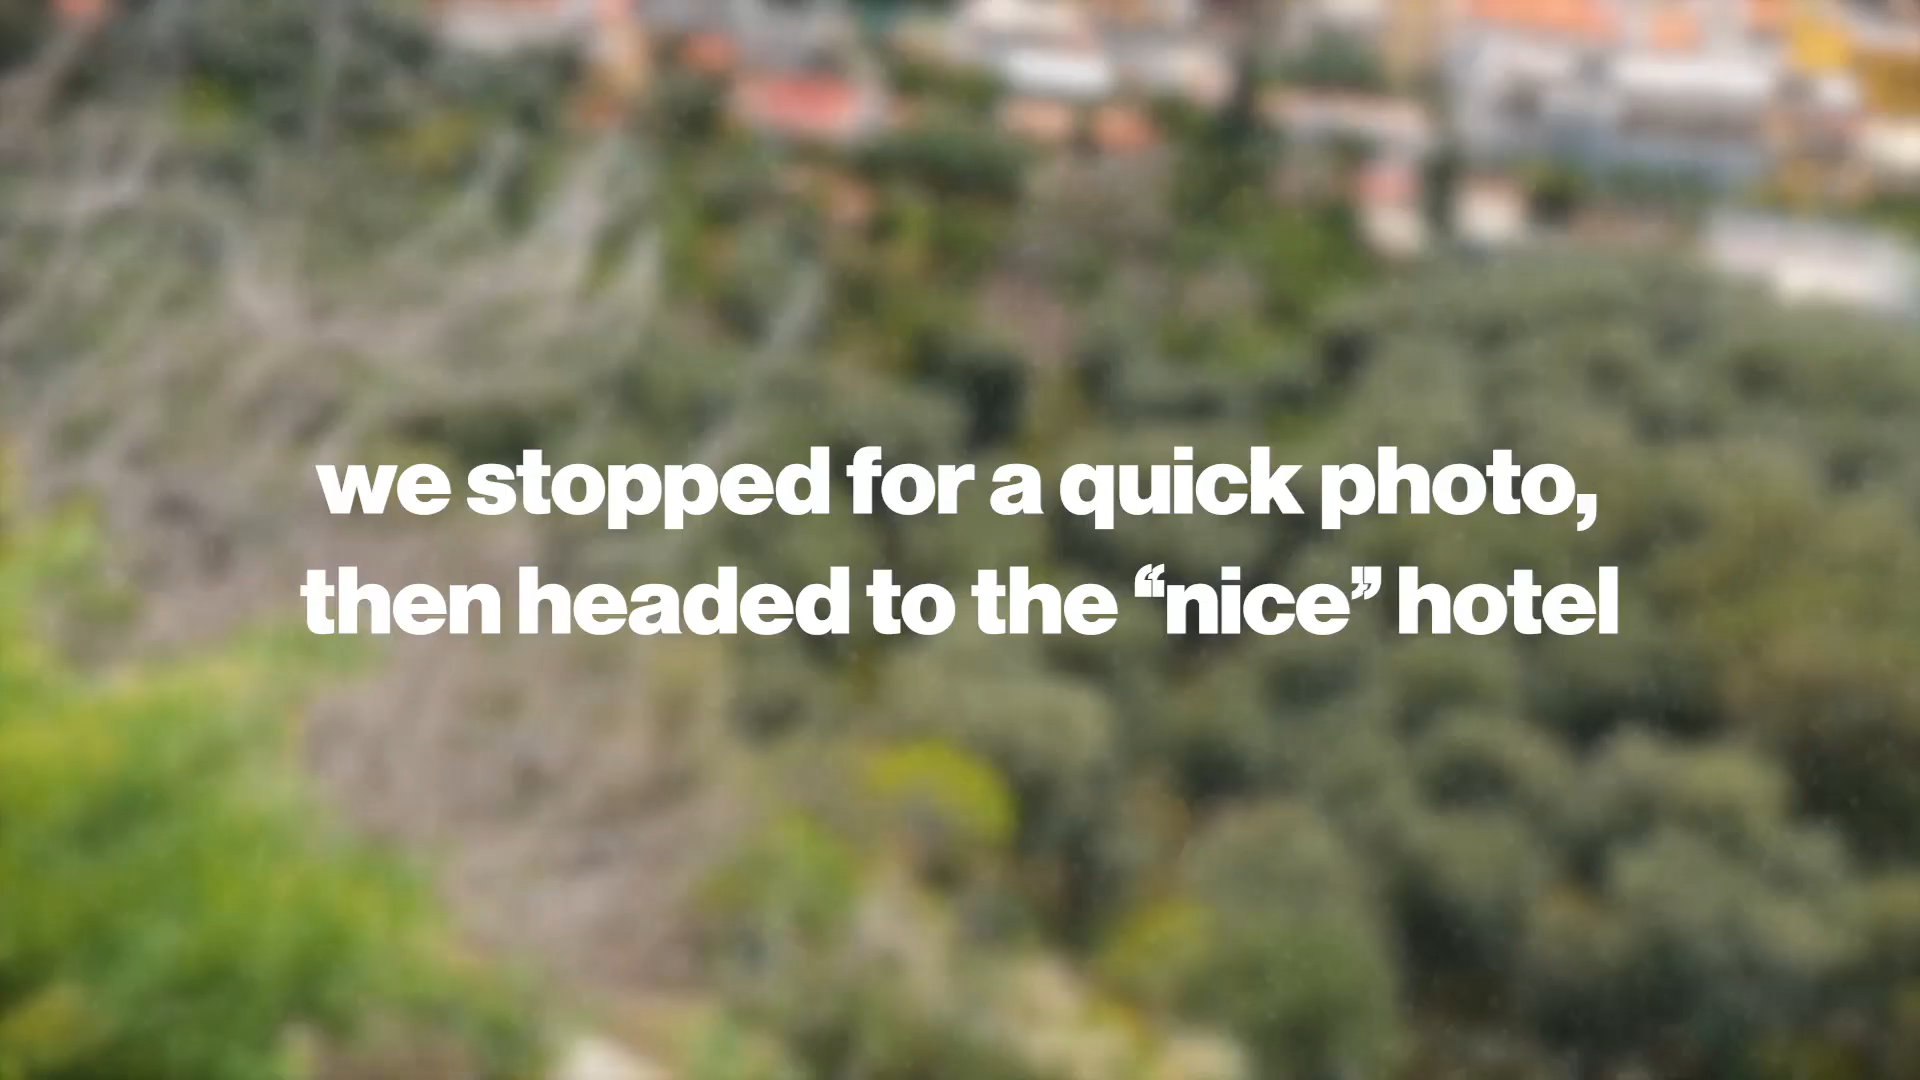 we stopped for a quick photo,
then headed to the “nice” hotel